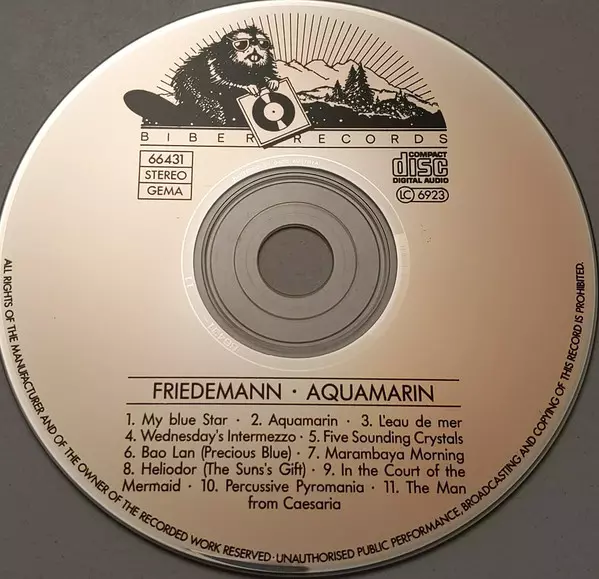 BIBER RECORDS
66431
STEREO
GEMA
COMPACT
disc
DIGITAL AUDIO
LC 6923
FRIEDEMANN · AQUAMARIN
1. My blue Star · 2. Aquamarin · 3. L'eau de mer
4. Wednesday's Intermezzo · 5. Five Sounding Crystals
6. Bao Lan (Precious Blue) · 7. Marambaya Morning
8. Heliodor (The Suns's Gift) · 9. In the Court of the
Mermaid · 10. Percussive Pyromania · 11. The Man
from Caesaria
ALL RIGHTS OF THE MANUFACTURER AND OF THE OWNER OF THE RECORDED WORK RESERVED · UNAUTHORISED PUBLIC PERFORMANCE, BROADCASTING AND COPYING OF THIS RECORD IS PROHIBITED.